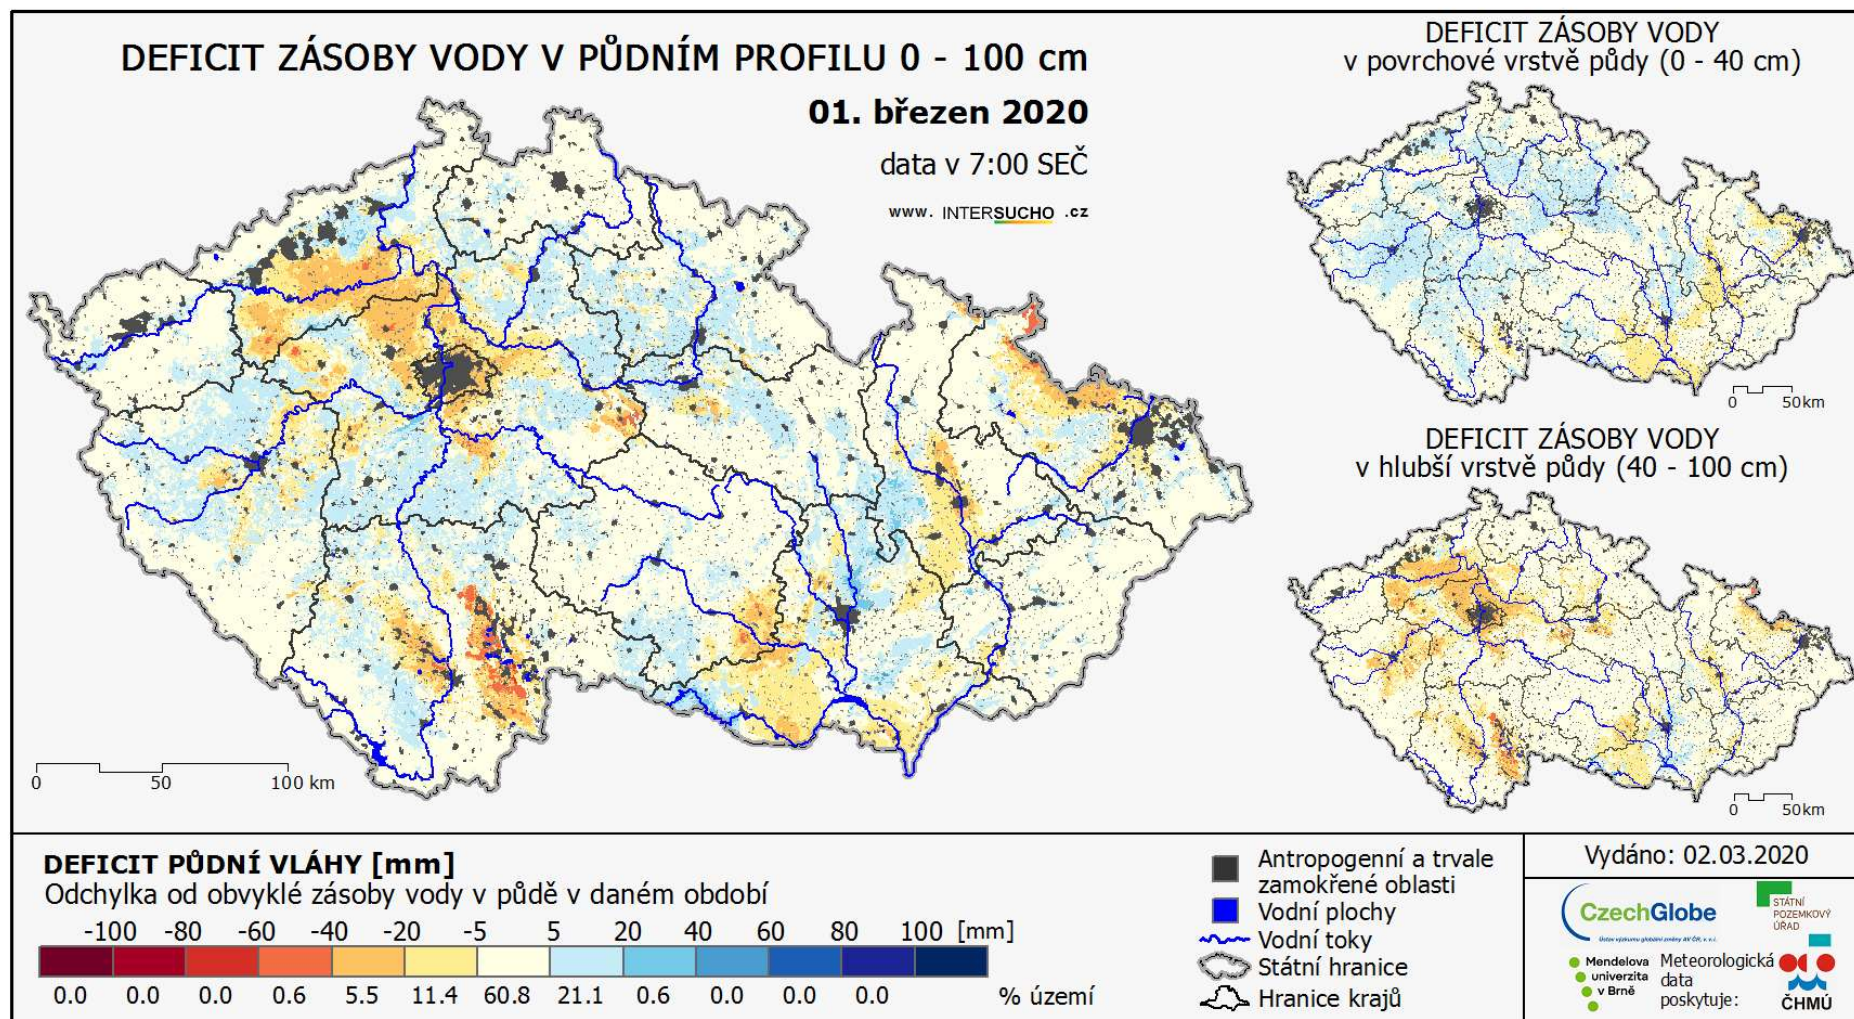 DEFICIT ZÁSOBY VODY V PŮDNÍM PROFILU 0 - 100 cm
01. březen 2020
data v 7:00 SEČ
www. INTERSUCHO .cz
0 50 100 km
DEFICIT ZÁSOBY VODY
v povrchové vrstvě půdy (0 - 40 cm)
0 50km
DEFICIT ZÁSOBY VODY
v hlubší vrstvě půdy (40 - 100 cm)
0 50km
DEFICIT PŮDNÍ VLÁHY [mm]
Odchylka od obvyklé zásoby vody v půdě v daném období
-100 -80 -60 -40 -20 -5 5 20 40 60 80 100 [mm]
0.0 0.0 0.0 0.6 5.5 11.4 60.8 21.1 0.6 0.0 0.0 0.0 % území
Antropogenní a trvale
zamokřené oblasti
Vodní plochy
Vodní toky
Státní hranice
Hranice krajů
Vydáno: 02.03.2020
CzechGlobe
Ústav výzkumu globální změny AV ČR, v. v. i.
STÁTNÍ
POZEMKOVÝ
ÚŘAD
Mendelova
univerzita
v Brně
Meteorologická
data
poskytuje:
ČHMÚ